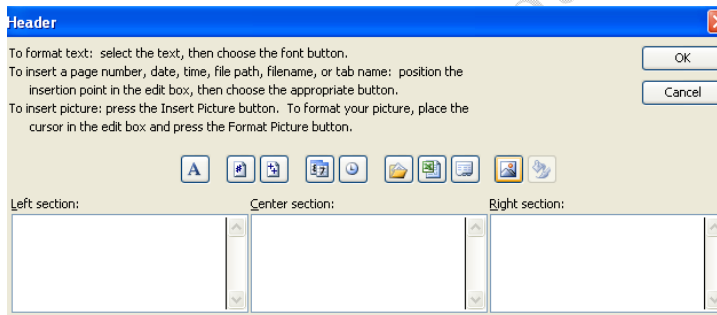 Header
To format text: select the text, then choose the font button.
To insert a page number, date, time, file path, filename, or tab name: position the
insertion point in the edit box, then choose the appropriate button.
To insert picture: press the Insert Picture button. To format your picture, place the
cursor in the edit box and press the Format Picture button.
OK
Cancel
A
Left section:
Center section:
Right section: